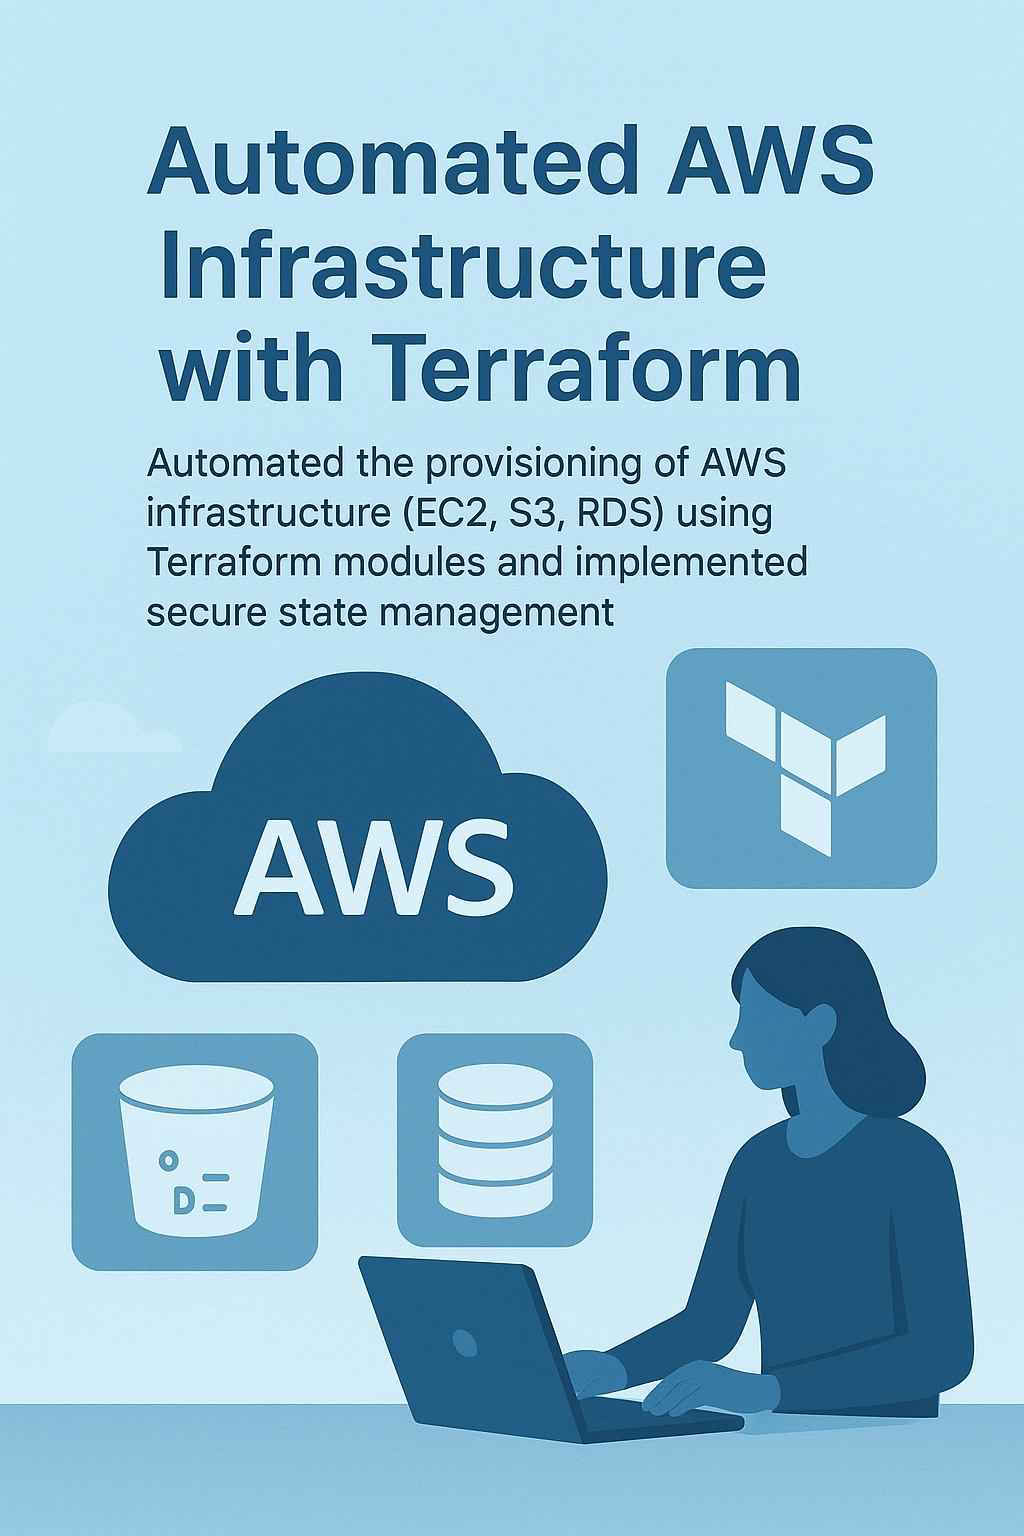 Automated AWS
Infrastructure
with Terraform
Automated the provisioning of AWS
infrastructure (EC2, S3, RDS) using
Terraform modules and implemented
secure state management
AWS
o –
D –